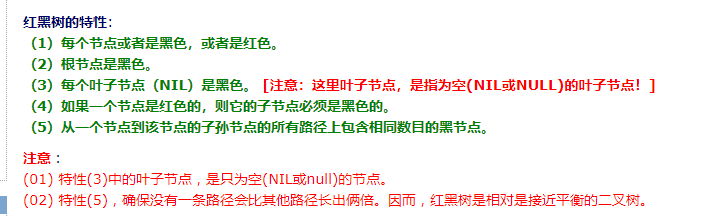 红黑树的特性:
（1）每个节点或者是黑色，或者是红色。
（2）根节点是黑色。
（3）每个叶子节点（NIL）是黑色。 [注意：这里叶子节点，是指为空(NIL或NULL)的叶子节点！]
（4）如果一个节点是红色的，则它的子节点必须是黑色的。
（5）从一个节点到该节点的子孙节点的所有路径上包含相同数目的黑节点。
注意：
(01) 特性(3)中的叶子节点，是只为空(NIL或null)的节点。
(02) 特性(5)，确保没有一条路径会比其他路径长出俩倍。因而，红黑树是相对是接近平衡的二叉树。